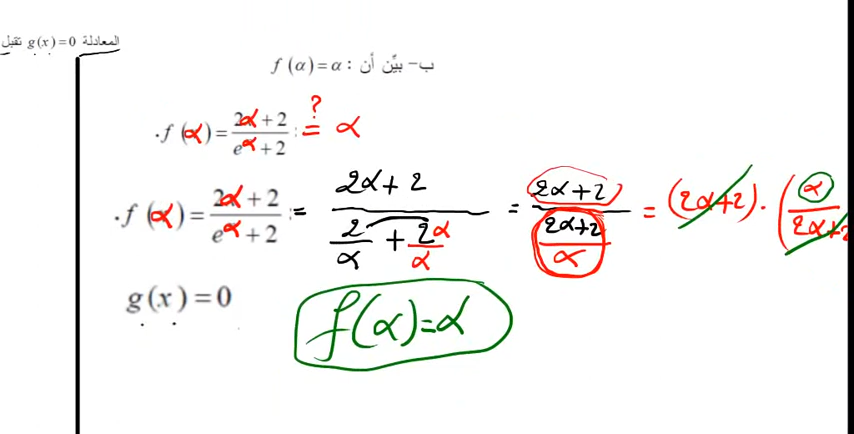 المعادلة g(x)=0 تقبل
ب- بيِّن أن : f(α)=α
.f(α)=(2α+2)/(e^α+2) ?= α
.f(α)=(2α+2)/(e^α+2) = (2α+2)/(2/α + 2α/α) = (2α+2)/((2α+2)/α) = (2α+2)·(α/(2α+2
g(x)=0
f(α)=α